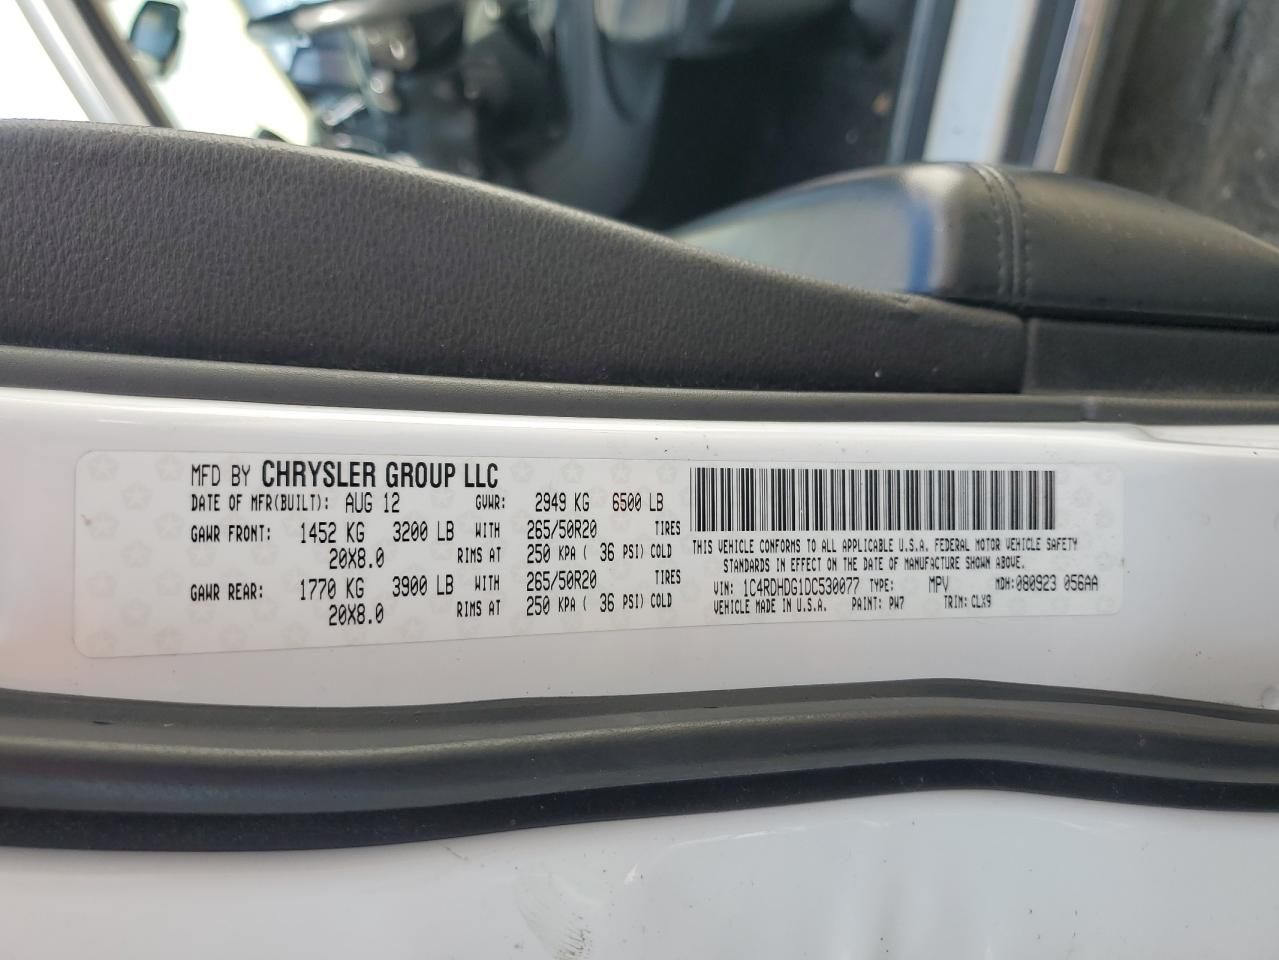 MFD BY CHRYSLER GROUP LLC
DATE OF MFR(BUILT): AUG 12 GVWR: 2949 KG 6500 LB
GAWR FRONT: 1452 KG 3200 LB WITH 265/50R20 TIRES
20X8.0 RIMS AT 250 KPA ( 36 PSI) COLD
GAWR REAR: 1770 KG 3900 LB WITH 265/50R20 TIRES
20X8.0 RIMS AT 250 KPA ( 36 PSI) COLD
THIS VEHICLE CONFORMS TO ALL APPLICABLE U.S.A. FEDERAL MOTOR VEHICLE SAFETY
STANDARDS IN EFFECT ON THE DATE OF MANUFACTURE SHOWN ABOVE.
VIN: 1C4RDHDG1DC530077 TYPE: MPV MDH: 080923 056AA
VEHICLE MADE IN U.S.A. PAINT: PW7 TRIM: CLX9